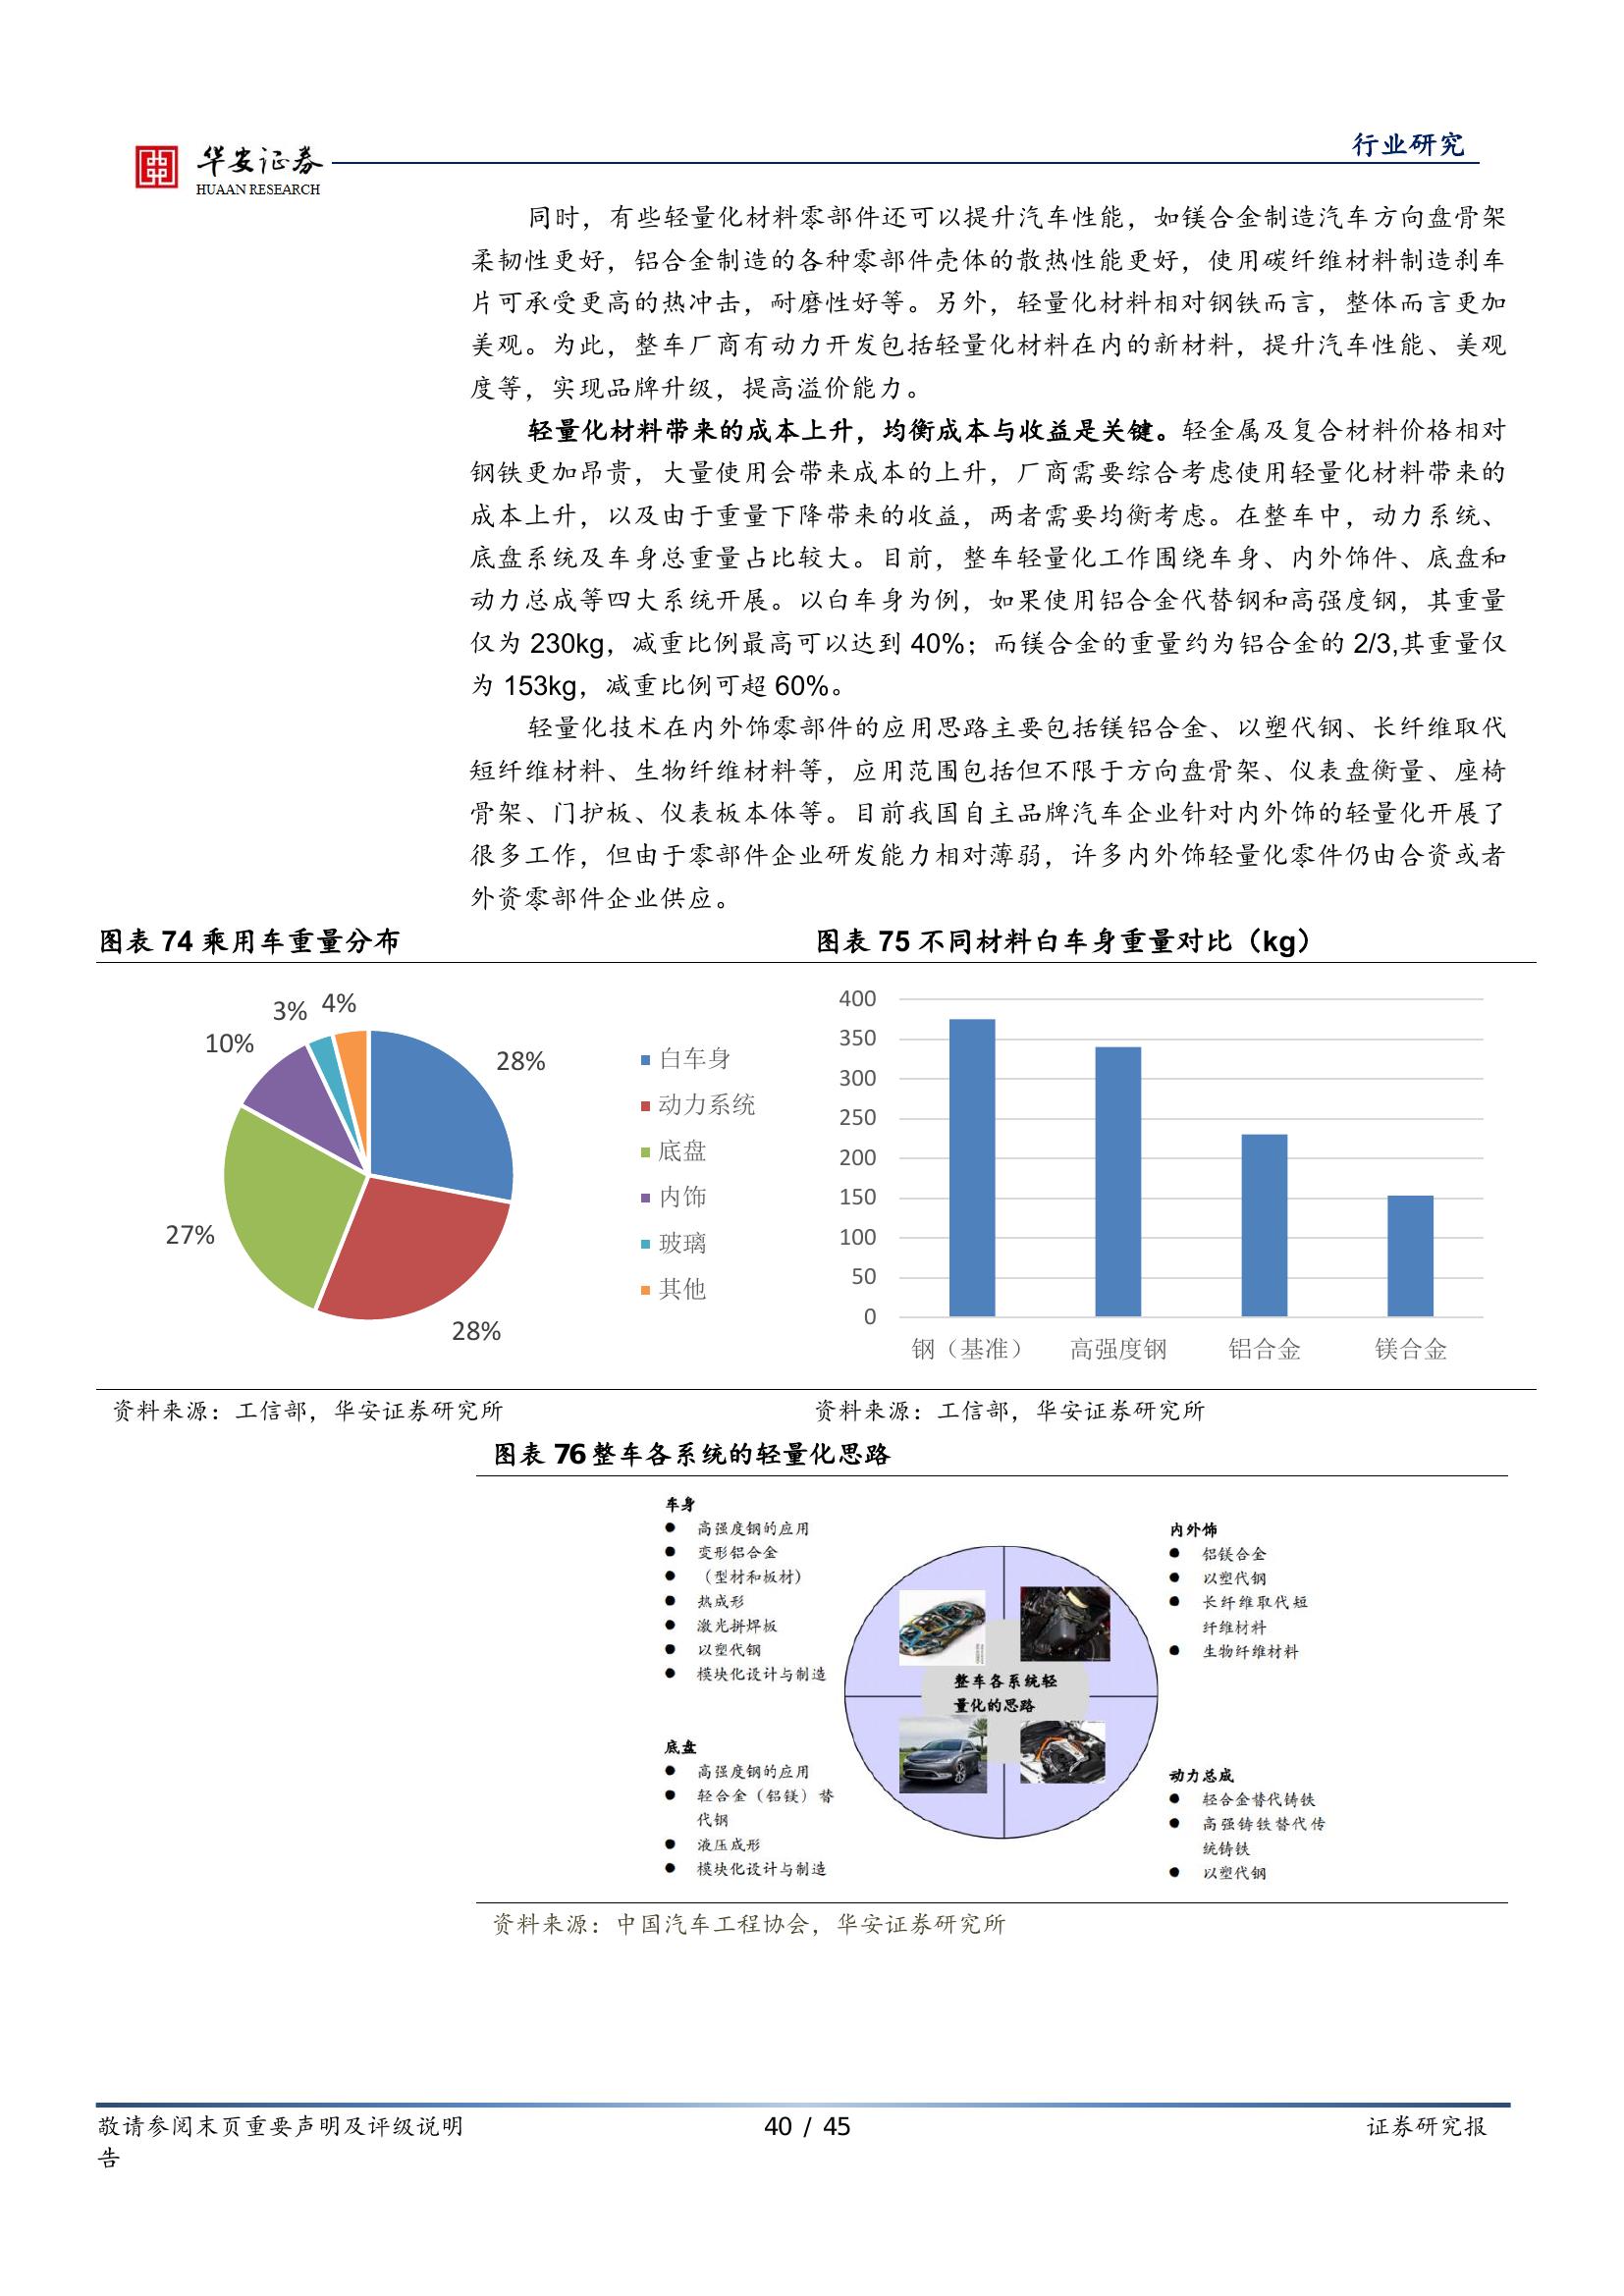 华安证券
HUAAN RESEARCH
行业研究
同时，有些轻量化材料零部件还可以提升汽车性能，如镁合金制造汽车方向盘骨架
柔韧性更好，铝合金制造的各种零部件壳体的散热性能更好，使用碳纤维材料制造刹车
片可承受更高的热冲击，耐磨性好等。另外，轻量化材料相对钢铁而言，整体而言更加
美观。为此，整车厂商有动力开发包括轻量化材料在内的新材料，提升汽车性能、美观
度等，实现品牌升级，提高溢价能力。
轻量化材料带来的成本上升，均衡成本与收益是关键。轻金属及复合材料价格相对
钢铁更加昂贵，大量使用会带来成本的上升，厂商需要综合考虑使用轻量化材料带来的
成本上升，以及由于重量下降带来的收益，两者需要均衡考虑。在整车中，动力系统、
底盘系统及车身总重量占比较大。目前，整车轻量化工作围绕车身、内外饰件、底盘和
动力总成等四大系统开展。以白车身为例，如果使用铝合金代替钢和高强度钢，其重量
仅为 230kg，减重比例最高可以达到 40%；而镁合金的重量约为铝合金的 2/3,其重量仅
为 153kg，减重比例可超 60%。
轻量化技术在内外饰零部件的应用思路主要包括镁铝合金、以塑代钢、长纤维取代
短纤维材料、生物纤维材料等，应用范围包括但不限于方向盘骨架、仪表盘衡量、座椅
骨架、门护板、仪表板本体等。目前我国自主品牌汽车企业针对内外饰的轻量化开展了
很多工作，但由于零部件企业研发能力相对薄弱，许多内外饰轻量化零件仍由合资或者
外资零部件企业供应。
图表 74 乘用车重量分布
3% 4%
10%
28%
27%
28%
白车身
动力系统
底盘
内饰
玻璃
其他
资料来源：工信部，华安证券研究所
图表 75 不同材料白车身重量对比（kg）
400
350
300
250
200
150
100
50
0
钢（基准） 高强度钢 铝合金 镁合金
资料来源：工信部，华安证券研究所
图表 76 整车各系统的轻量化思路
车身
● 高强度钢的应用
● 变形铝合金
● （型材和板材）
● 热成形
● 激光拼焊板
● 以塑代钢
● 模块化设计与制造
内外饰
● 铝镁合金
● 以塑代钢
● 长纤维取代短
纤维材料
● 生物纤维材料
整车各系统轻
量化的思路
底盘
● 高强度钢的应用
● 轻合金（铝镁）替
代钢
● 液压成形
● 模块化设计与制造
动力总成
● 轻合金替代铸铁
● 高强铸铁替代传
统铸铁
● 以塑代钢
资料来源：中国汽车工程协会，华安证券研究所
敬请参阅末页重要声明及评级说明 40 / 45 证券研究报
告